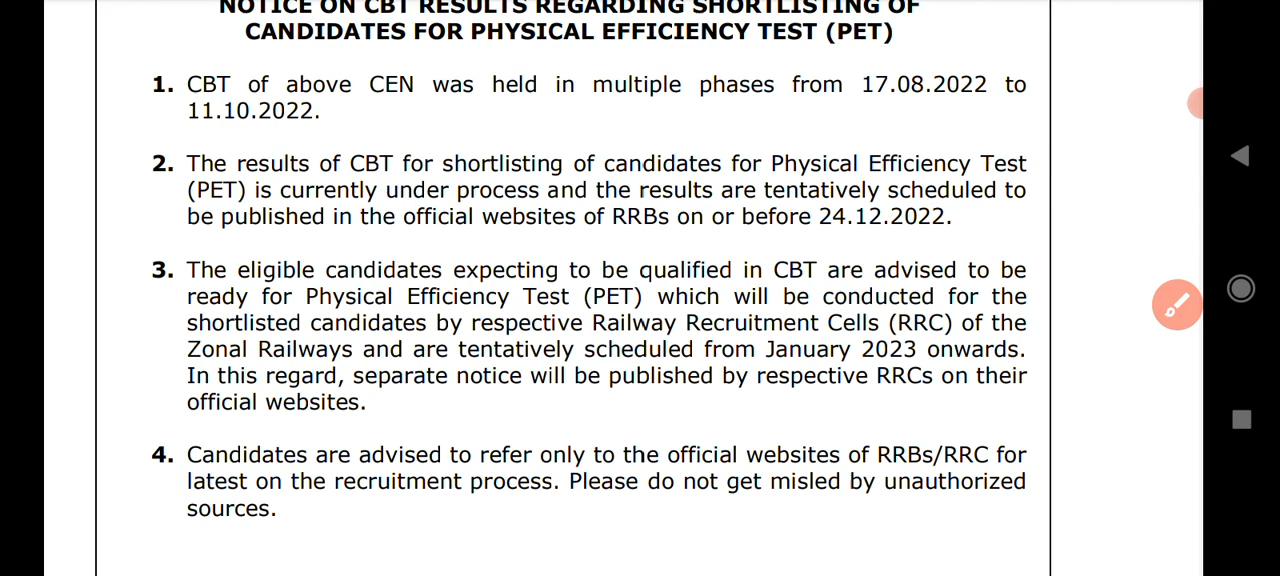 NOTICE ON CBT RESULTS REGARDING SHORTLISTING OF
CANDIDATES FOR PHYSICAL EFFICIENCY TEST (PET)
1. CBT of above CEN was held in multiple phases from 17.08.2022 to
11.10.2022.
2. The results of CBT for shortlisting of candidates for Physical Efficiency Test
(PET) is currently under process and the results are tentatively scheduled to
be published in the official websites of RRBs on or before 24.12.2022.
3. The eligible candidates expecting to be qualified in CBT are advised to be
ready for Physical Efficiency Test (PET) which will be conducted for the
shortlisted candidates by respective Railway Recruitment Cells (RRC) of the
Zonal Railways and are tentatively scheduled from January 2023 onwards.
In this regard, separate notice will be published by respective RRCs on their
official websites.
4. Candidates are advised to refer only to the official websites of RRBs/RRC for
latest on the recruitment process. Please do not get misled by unauthorized
sources.